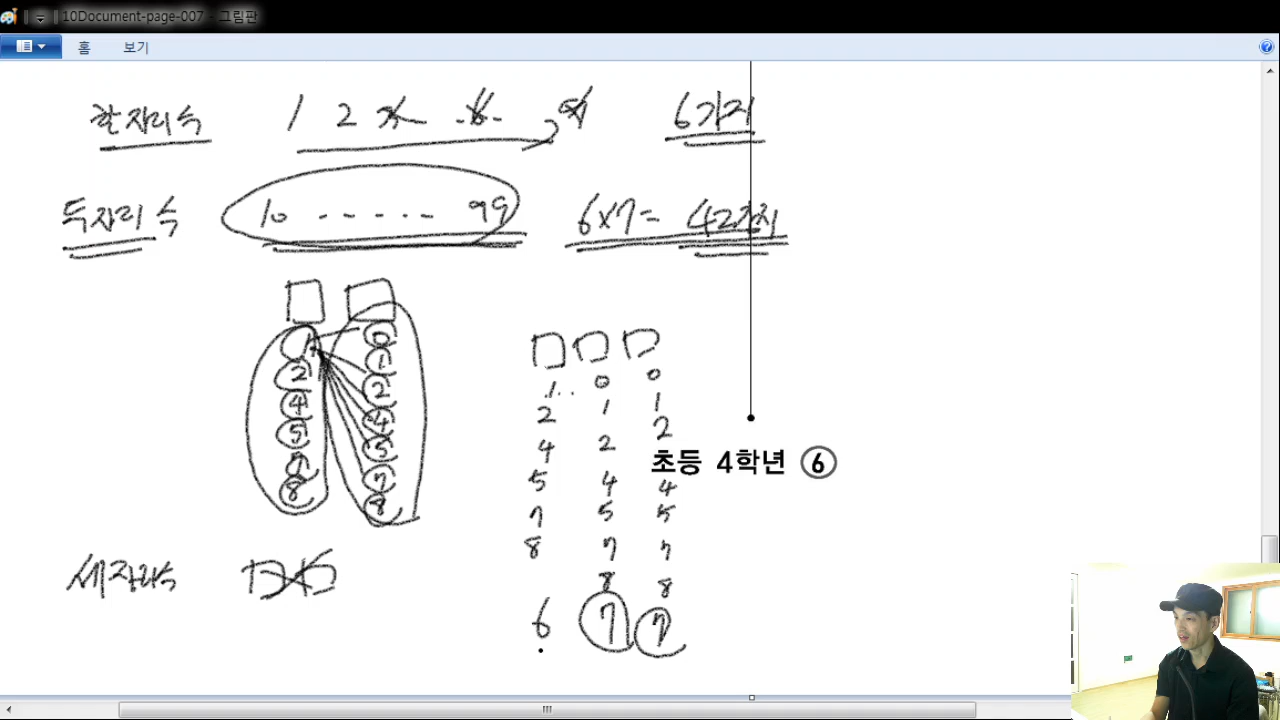 10Document-page-007 - 그림판
홈 보기
한자리수 1 2 3 ... 6 ... 9 6가지
두자리 수 10 ...... 99 6×7= 42가지
1 0
2 1
4 2
5 4
7 5
8 7
8
1.. 0 0
2 1 1
4 2 2
5 4 4
7 5 5
8 7 7
8 8
6 7 7
초등 4학년 ⑥
세자리수